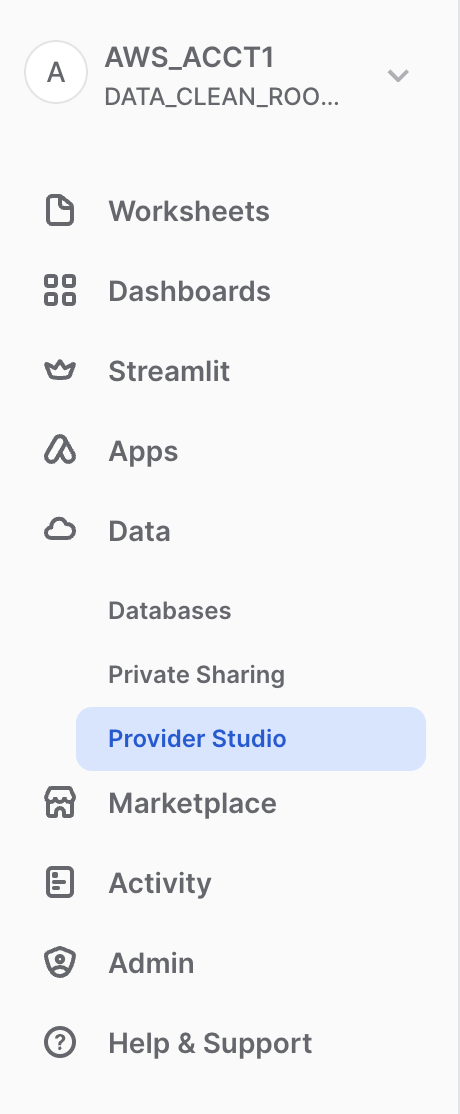 A
AWS_ACCT1
DATA_CLEAN_ROO...
Worksheets
Dashboards
Streamlit
Apps
Data
Databases
Private Sharing
Provider Studio
Marketplace
Activity
Admin
? Help & Support